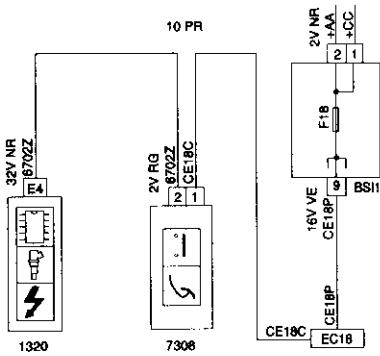 10 PR
2V NR
+AA
+CC
2 1
F18
32V NR
6702Z
E4
2V RG
6702Z
CE18C
2 1
9 BSI1
16V VE
CE18P
CE18P
CE18C
EC18
1320
7308